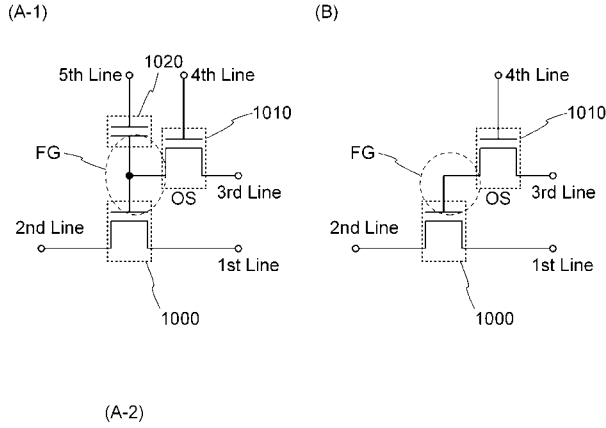 (A-1)
(B)
1020
5th Line
4th Line
1010
FG
OS
3rd Line
2nd Line
1st Line
1000
4th Line
1010
FG
OS
3rd Line
2nd Line
1st Line
1000
(A-2)